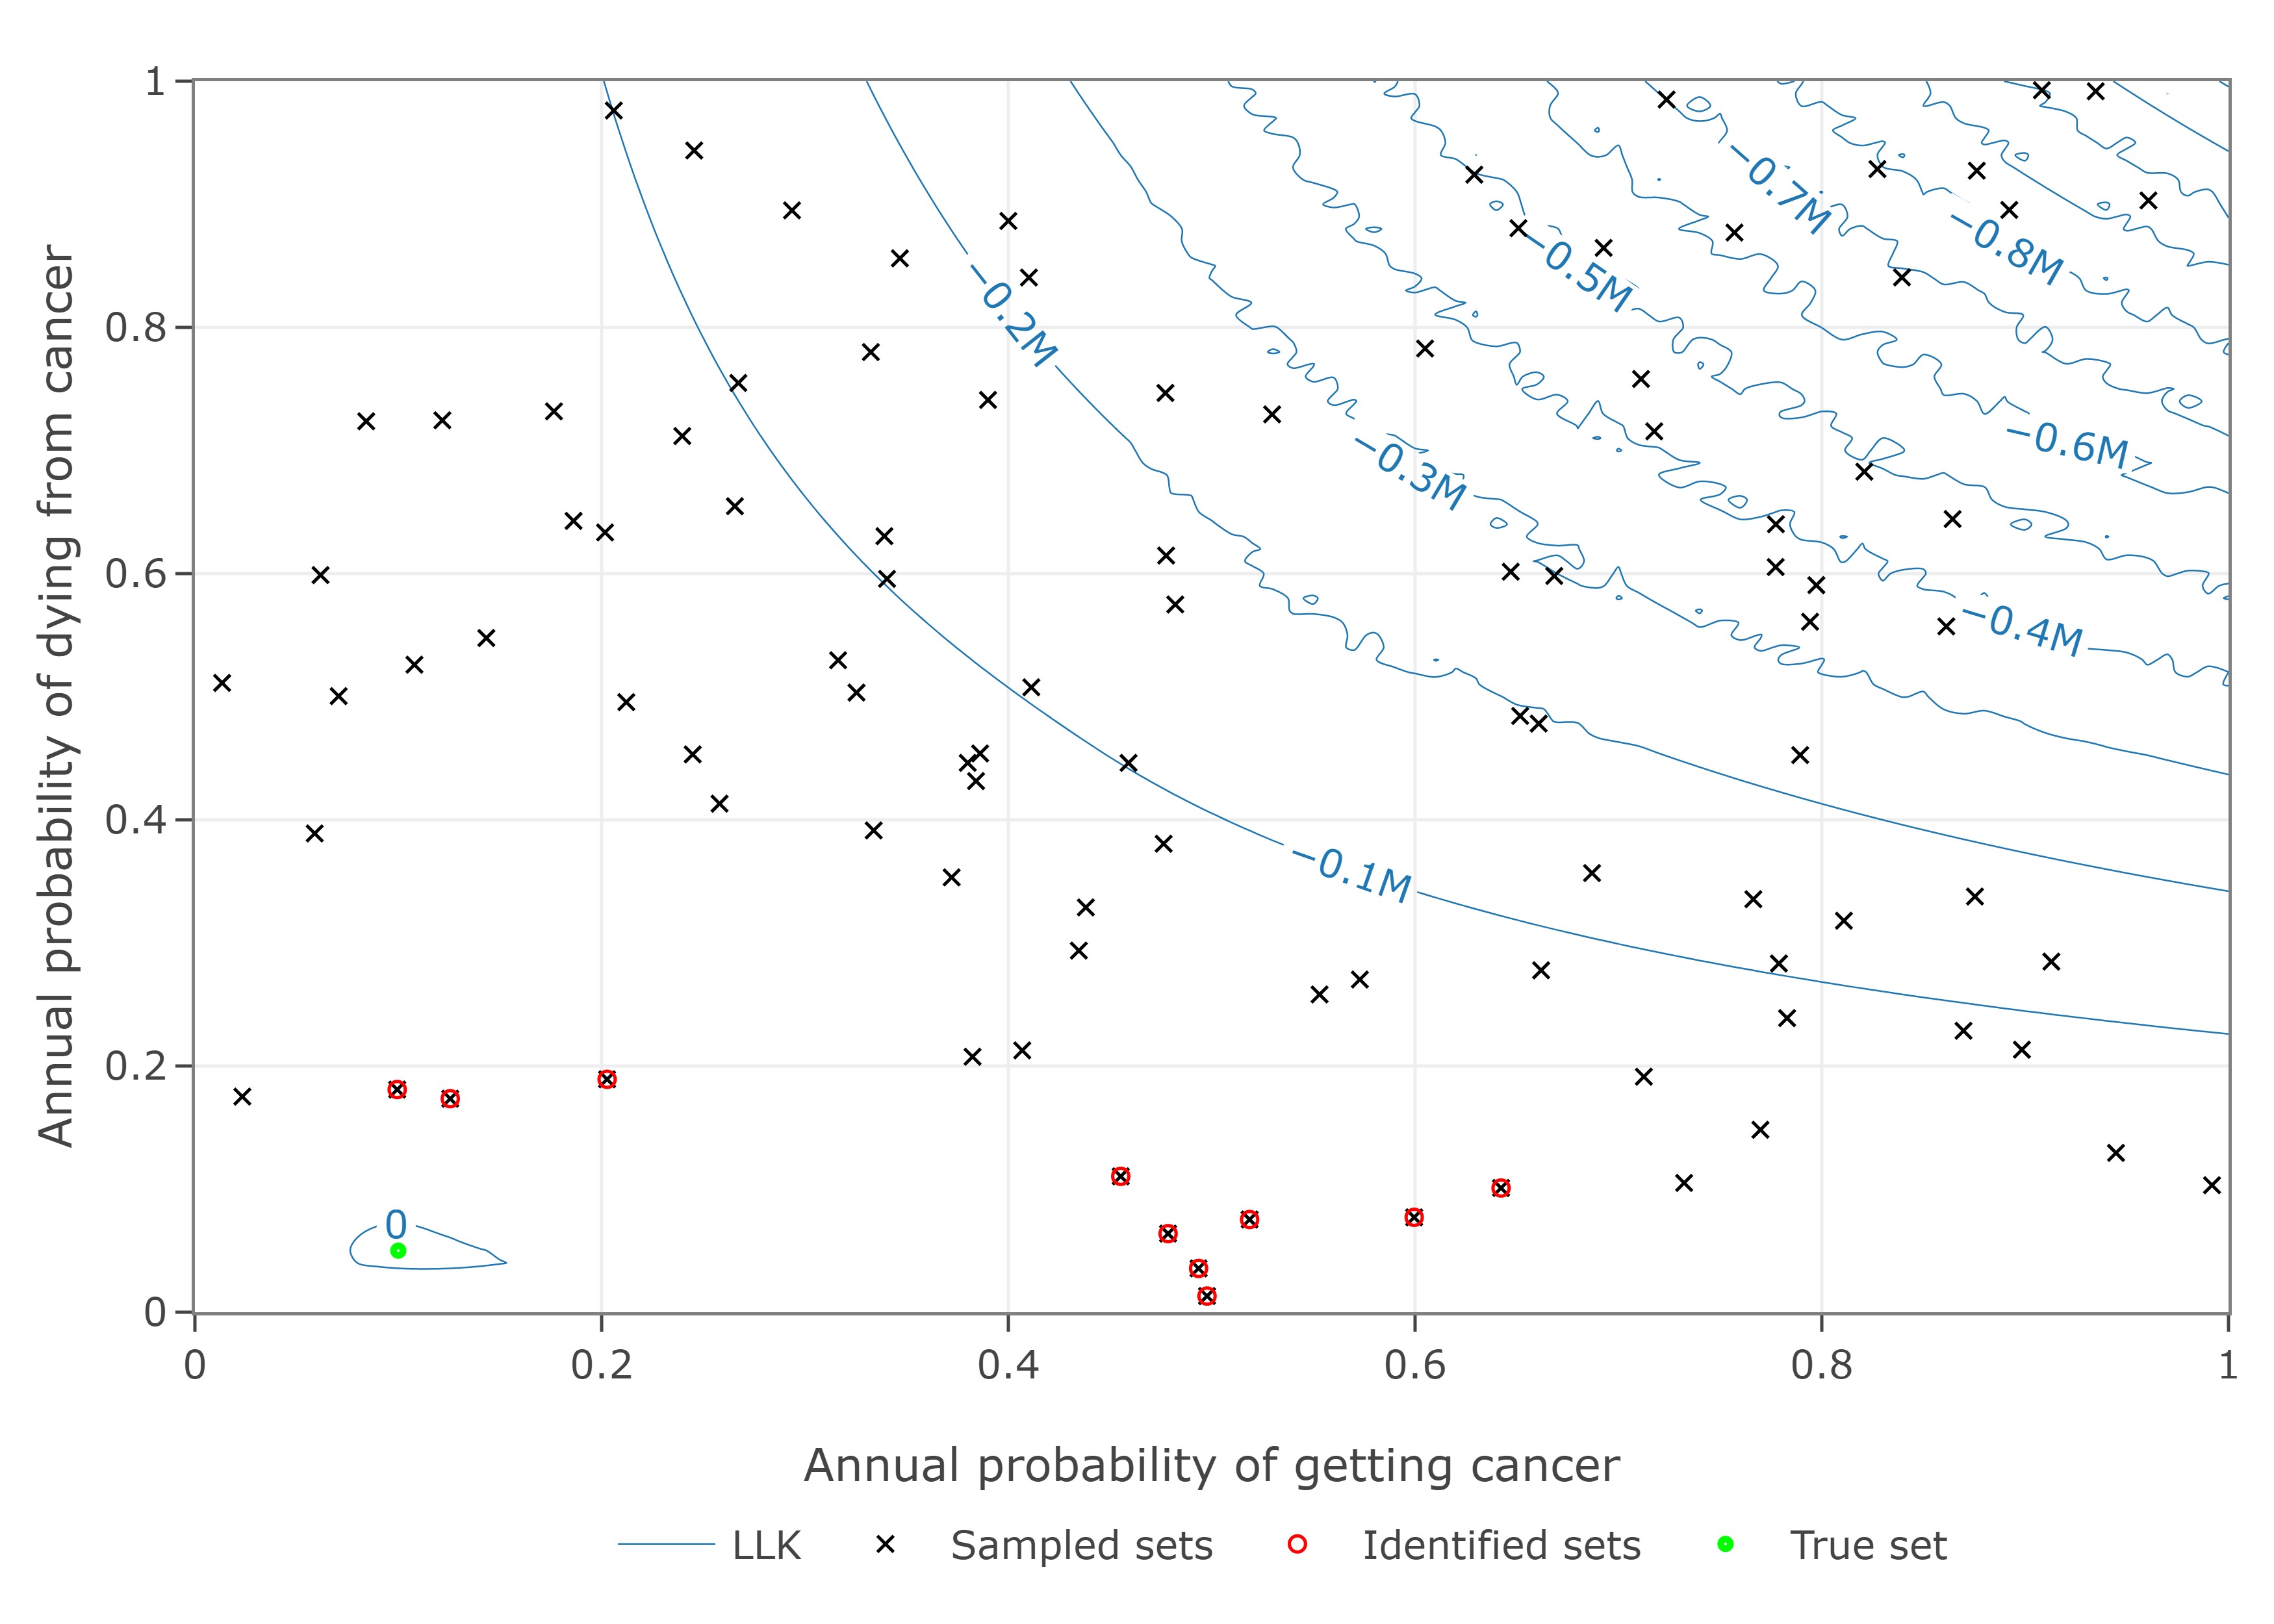 Annual probability of dying from cancer
1
0.8
0.6
0.4
0.2
0
−0.7M
−0.8M
−0.5M
−0.2M
−0.6M
−0.3M
−0.4M
−0.1M
0
0
0.2
0.4
0.6
0.8
1
Annual probability of getting cancer
LLK Sampled sets Identified sets True set